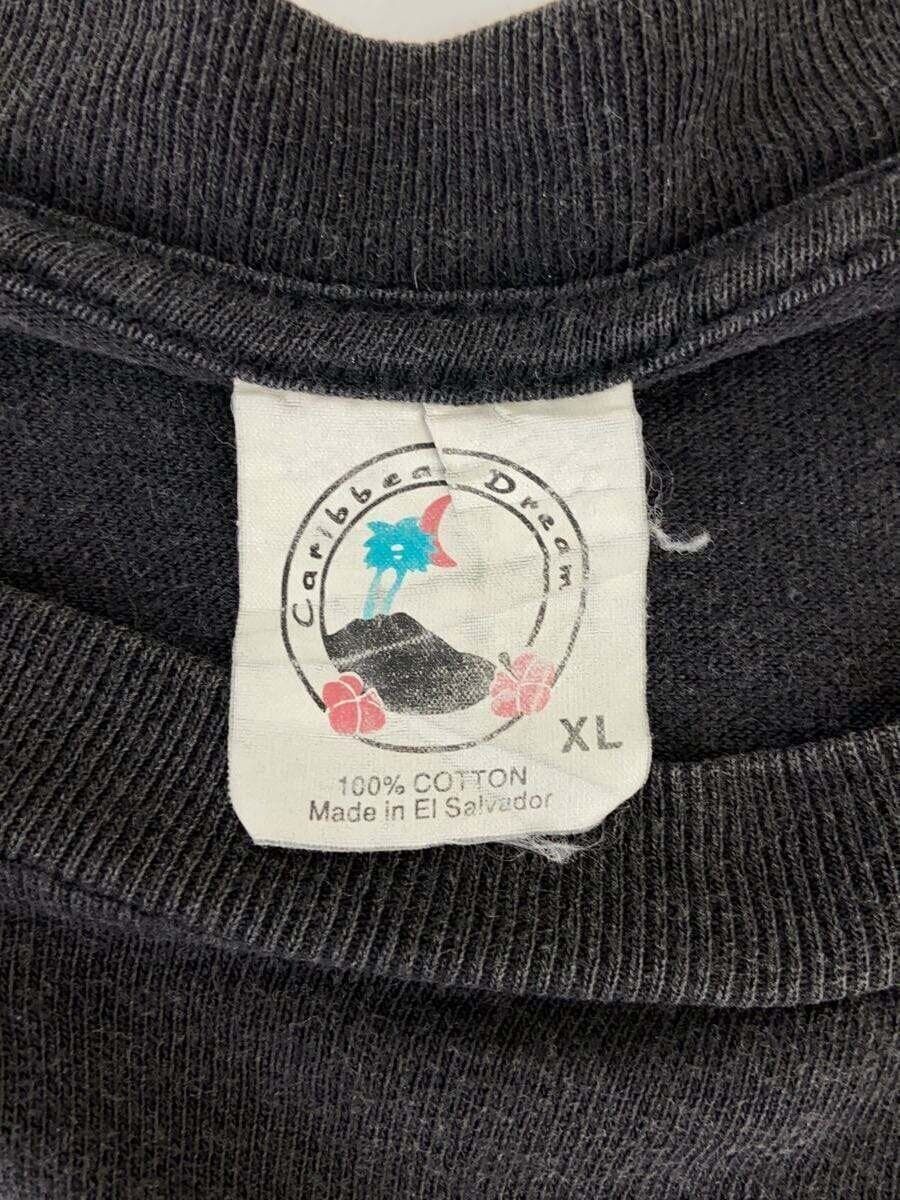 Caribbean Dream
XL
100% COTTON
Made in El Salvador